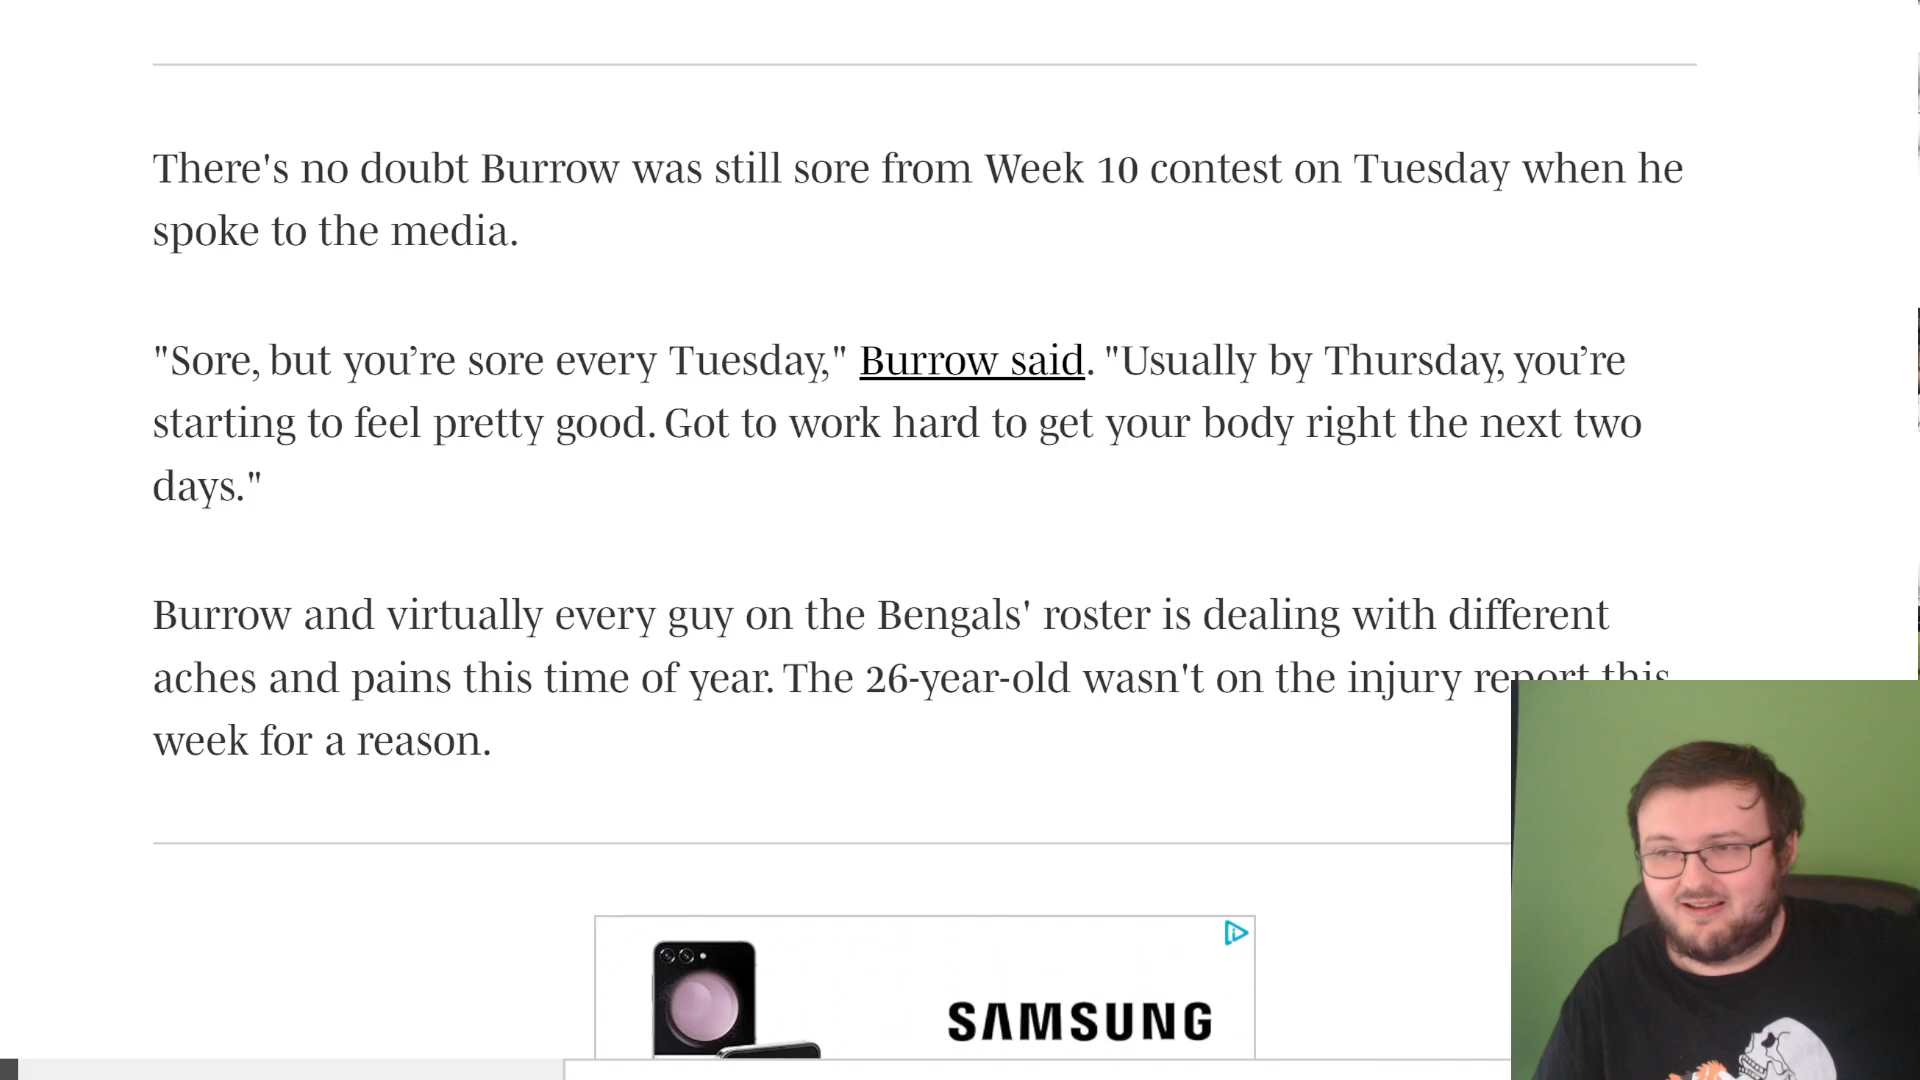 There's no doubt Burrow was still sore from Week 10 contest on Tuesday when he
spoke to the media.
"Sore, but you’re sore every Tuesday," Burrow said. "Usually by Thursday, you’re
starting to feel pretty good. Got to work hard to get your body right the next two
days."
Burrow and virtually every guy on the Bengals' roster is dealing with different
aches and pains this time of year. The 26-year-old wasn't on the injury report this
week for a reason.
SAMSUNG